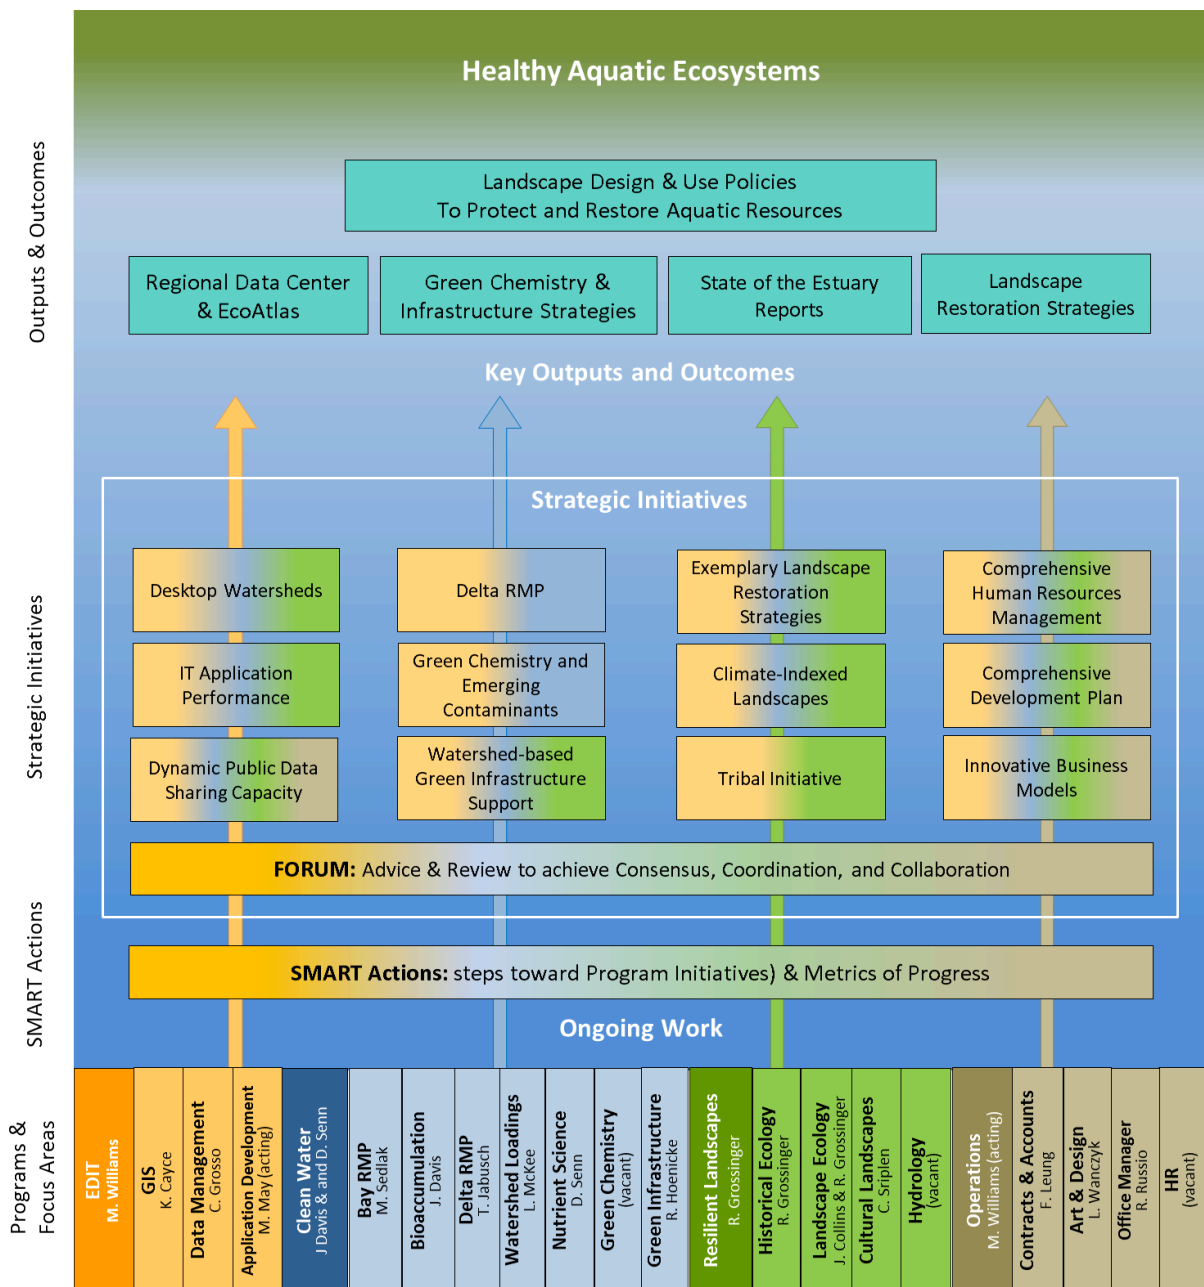 Healthy Aquatic Ecosystems
Outputs & Outcomes
Landscape Design & Use Policies
To Protect and Restore Aquatic Resources
Regional Data Center
& EcoAtlas
Green Chemistry &
Infrastructure Strategies
State of the Estuary
Reports
Landscape
Restoration Strategies
Key Outputs and Outcomes
Strategic Initiatives
Strategic Initiatives
Desktop Watersheds
Delta RMP
Exemplary Landscape
Restoration
Strategies
Comprehensive
Human Resources
Management
IT Application
Performance
Green Chemistry and
Emerging
Contaminants
Climate-Indexed
Landscapes
Comprehensive
Development Plan
Dynamic Public Data
Sharing Capacity
Watershed-based
Green Infrastructure
Support
Tribal Initiative
Innovative Business
Models
FORUM: Advice & Review to achieve Consensus, Coordination, and Collaboration
SMART Actions
SMART Actions: steps toward Program Initiatives) & Metrics of Progress
Ongoing Work
Programs &
Focus Areas
EDIT
M. Williams
GIS
K. Cayce
Data Management
C. Grosso
Application Development
M. May (acting)
Clean Water
J Davis & and D. Senn
Bay RMP
M. Sedlak
Bioaccumulation
J. Davis
Delta RMP
T. Jabusch
Watershed Loadings
L. McKee
Nutrient Science
D. Senn
Green Chemistry
(vacant)
Green Infrastructure
R. Hoenicke
Resilient Landscapes
R. Grossinger
Historical Ecology
R. Grossinger
Landscape Ecology
J. Collins & R. Grossinger
Cultural Landscapes
C. Striplen
Hydrology
(vacant)
Operations
M. Williams (acting)
Contracts & Accounts
F. Leung
Art & Design
L. Wanczyk
Office Manager
R. Russio
HR
(vacant)